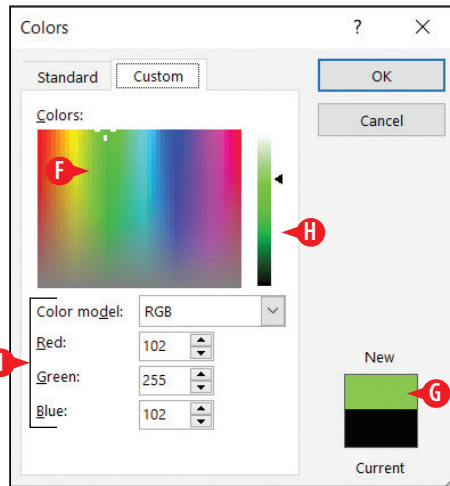 Colors ? ×
Standard Custom OK
Cancel
Colors:
F
H
Color model: RGB
Red: 102
I
Green: 255
Blue: 102
New
G
Current